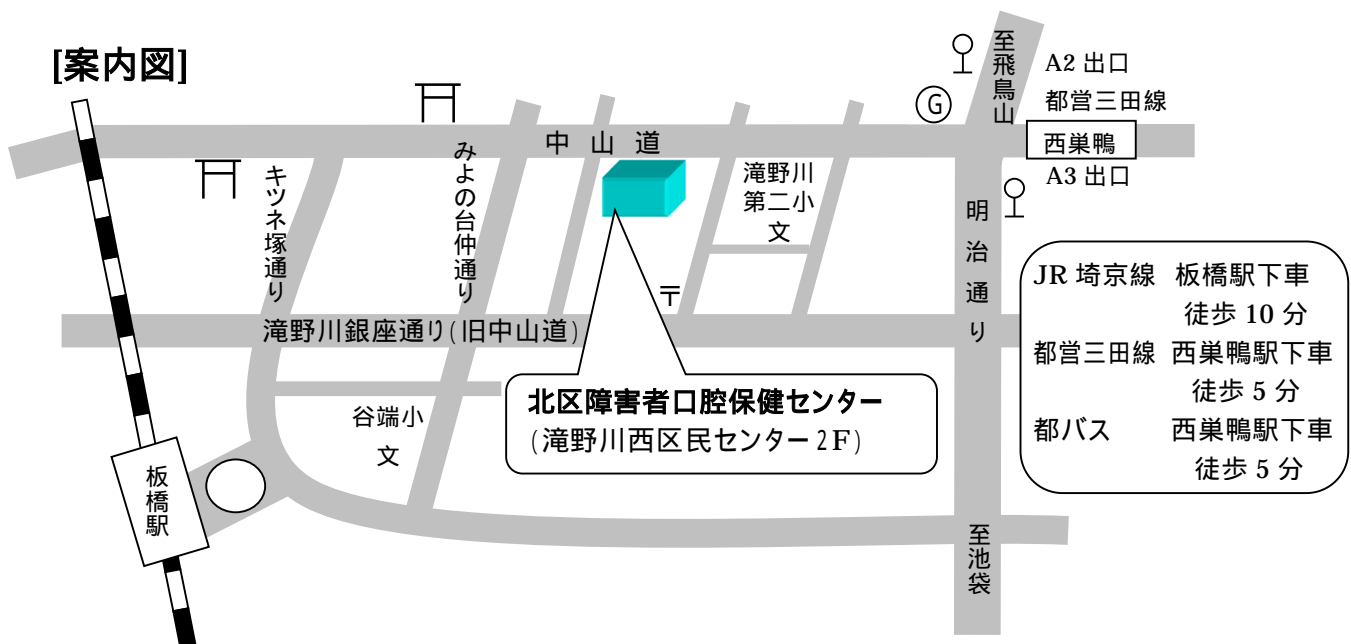 [案内図]
至飛鳥山
A2 出口
都営三田線
西巣鴨
A3 出口
G
中山道
キツネ塚通り
みよの台仲通り
滝野川
第二小
文
明治通り
〒
滝野川銀座通り(旧中山道)
JR 埼京線 板橋駅下車
徒歩 10 分
都営三田線 西巣鴨駅下車
徒歩 5 分
都バス 西巣鴨駅下車
徒歩 5 分
北区障害者口腔保健センター
(滝野川西区民センター 2F)
谷端小
文
板橋駅
至池袋